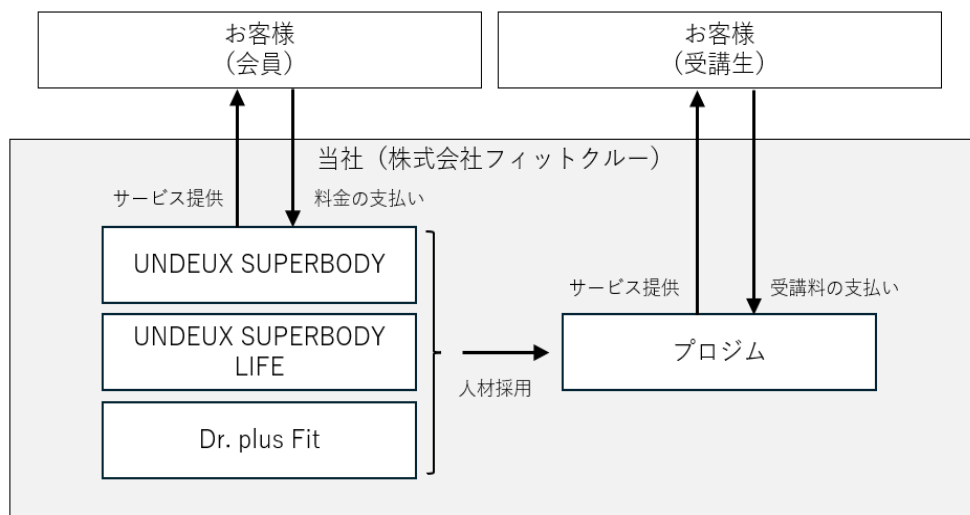 お客様
（会員）
お客様
（受講生）
当社（株式会社フィットクルー）
サービス提供
料金の支払い
UNDEUX SUPERBODY
UNDEUX SUPERBODY
LIFE
Dr. plus Fit
人材採用
サービス提供
受講料の支払い
プロジム